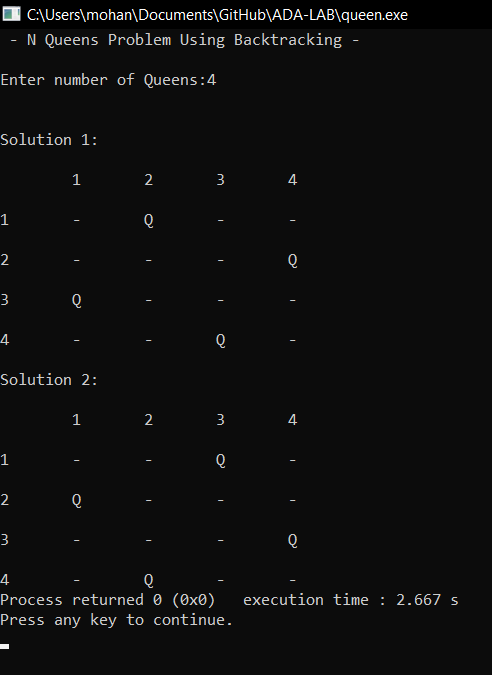 C:\Users\mohan\Documents\GitHub\ADA-LAB\queen.exe
- N Queens Problem Using Backtracking -
Enter number of Queens:4
Solution 1:
1 2 3 4
1 - Q - -
2 - - - Q
3 Q - - -
4 - - Q -
Solution 2:
1 2 3 4
1 - - Q -
2 Q - - -
3 - - - Q
4 - Q - -
Process returned 0 (0x0) execution time : 2.667 s
Press any key to continue.